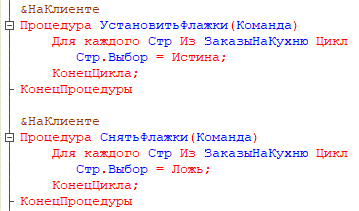 &НаКлиенте
Процедура УстановитьФлажки(Команда)
Для каждого Стр Из ЗаказыНаКухню Цикл
Стр.Выбор = Истина;
КонецЦикла;
КонецПроцедуры
&НаКлиенте
Процедура СнятьФлажки(Команда)
Для каждого Стр Из ЗаказыНаКухню Цикл
Стр.Выбор = Ложь;
КонецЦикла;
КонецПроцедуры